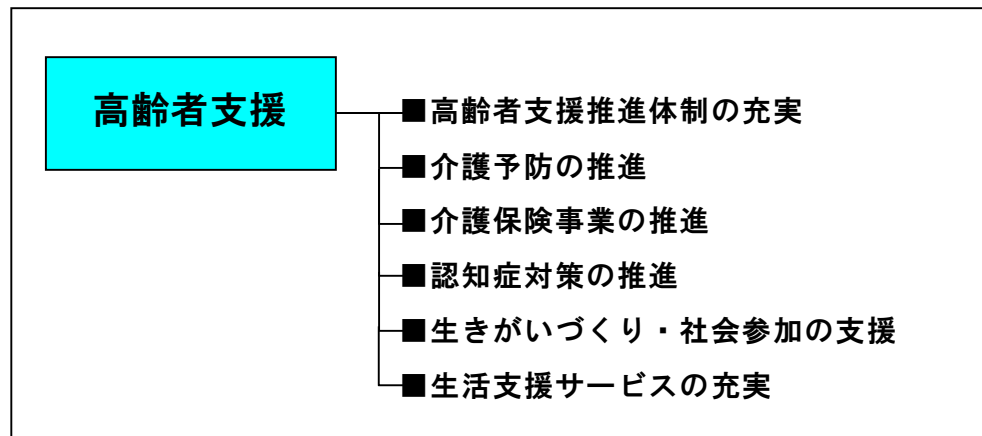 高齢者支援
■高齢者支援推進体制の充実
■介護予防の推進
■介護保険事業の推進
■認知症対策の推進
■生きがいづくり・社会参加の支援
■生活支援サービスの充実